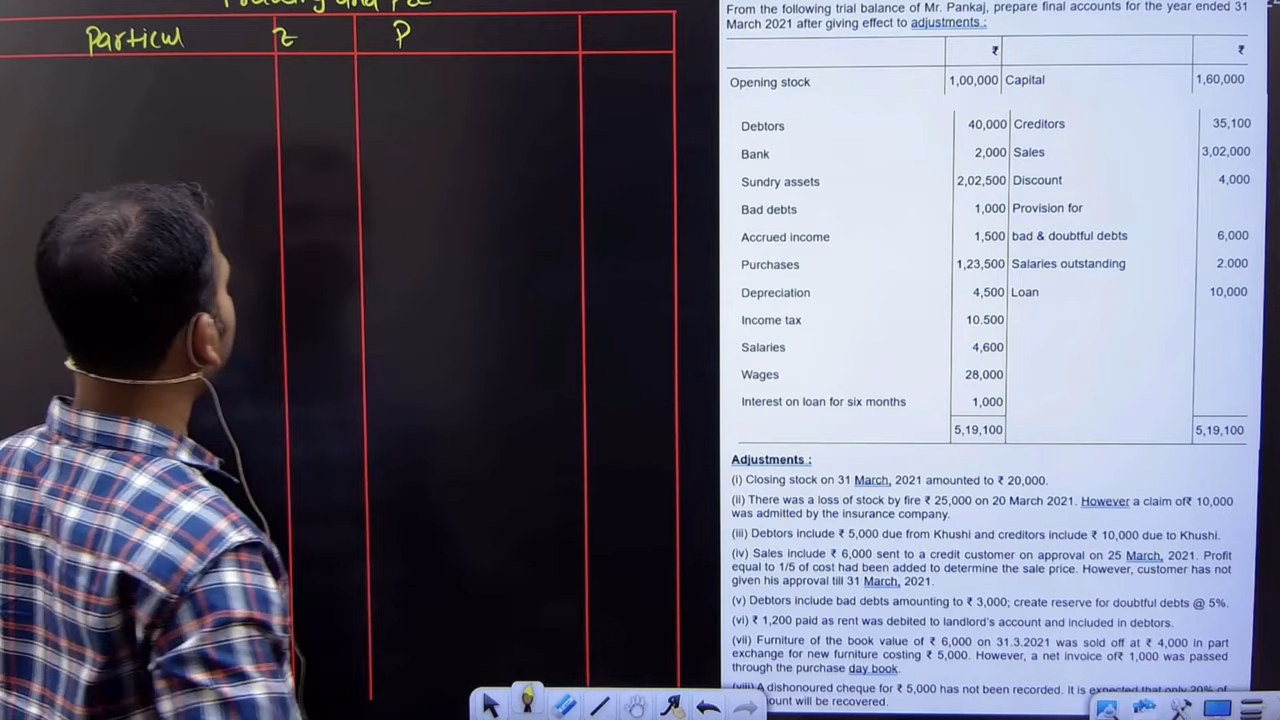 Particul
₹
P
From the following trial balance of Mr. Pankaj, prepare final accounts for the year ended 31
March 2021 after giving effect to adjustments :
₹ ₹
Opening stock 1,00,000 Capital 1,60,000
Debtors 40,000 Creditors 35,100
Bank 2,000 Sales 3,02,000
Sundry assets 2,02,500 Discount 4,000
Bad debts 1,000 Provision for
Accrued income 1,500 bad & doubtful debts 6,000
Purchases 1,23,500 Salaries outstanding 2.000
Depreciation 4,500 Loan 10,000
Income tax 10.500
Salaries 4,600
Wages 28,000
Interest on loan for six months 1,000
5,19,100 5,19,100
Adjustments :
(i) Closing stock on 31 March, 2021 amounted to ₹ 20,000.
(ii) There was a loss of stock by fire ₹ 25,000 on 20 March 2021. However a claim of₹ 10,000
was admitted by the insurance company.
(iii) Debtors include ₹ 5,000 due from Khushi and creditors include ₹ 10,000 due to Khushi.
(iv) Sales include ₹ 6,000 sent to a credit customer on approval on 25 March, 2021. Profit
equal to 1/5 of cost had been added to determine the sale price. However, customer has not
given his approval till 31 March, 2021.
(v) Debtors include bad debts amounting to ₹ 3,000; create reserve for doubtful debts @ 5%.
(vi) ₹ 1,200 paid as rent was debited to landlord's account and included in debtors.
(vii) Furniture of the book value of ₹ 6,000 on 31.3.2021 was sold off at ₹ 4,000 in part
exchange for new furniture costing ₹ 5,000. However, a net invoice of₹ 1,000 was passed
through the purchase day book.
(viii) A dishonoured cheque for ₹ 5,000 has not been recorded. It is expected that only 20% of
ount will be recovered.